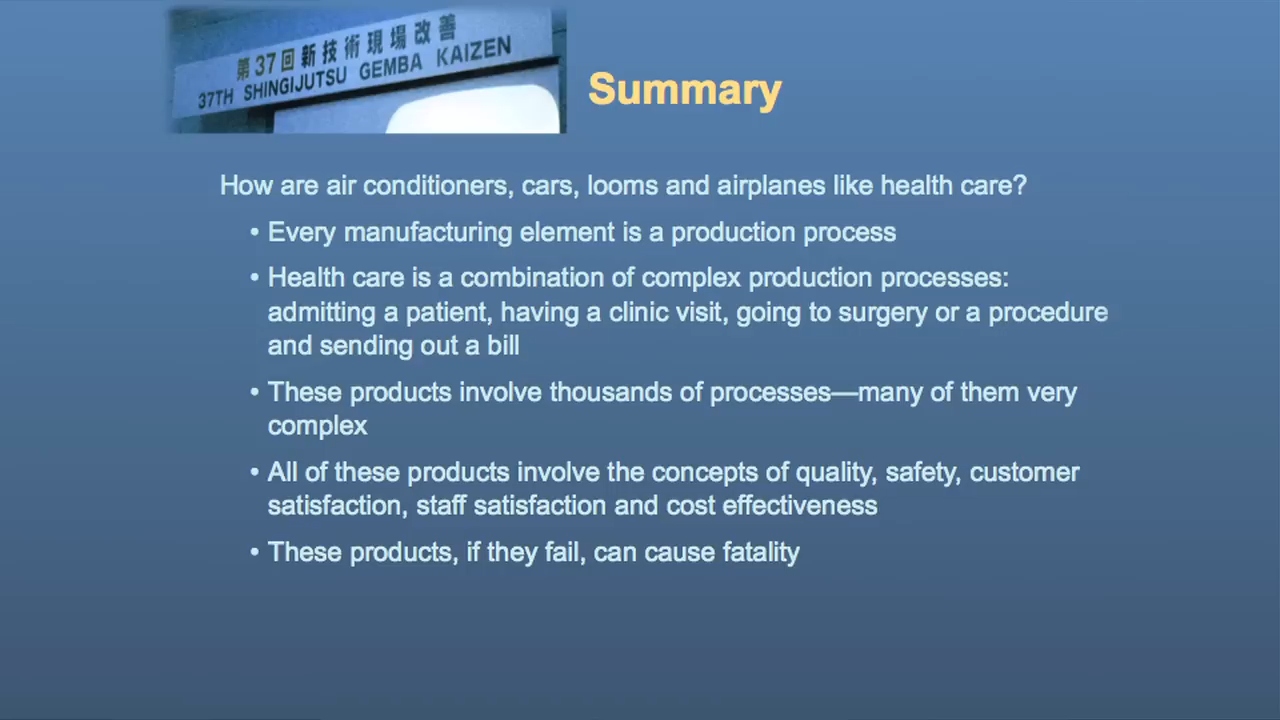 第37回新技術現場改善
37TH SHINGIJUTSU GEMBA KAIZEN
Summary
How are air conditioners, cars, looms and airplanes like health care?
• Every manufacturing element is a production process
• Health care is a combination of complex production processes:
admitting a patient, having a clinic visit, going to surgery or a procedure
and sending out a bill
• These products involve thousands of processes—many of them very
complex
• All of these products involve the concepts of quality, safety, customer
satisfaction, staff satisfaction and cost effectiveness
• These products, if they fail, can cause fatality